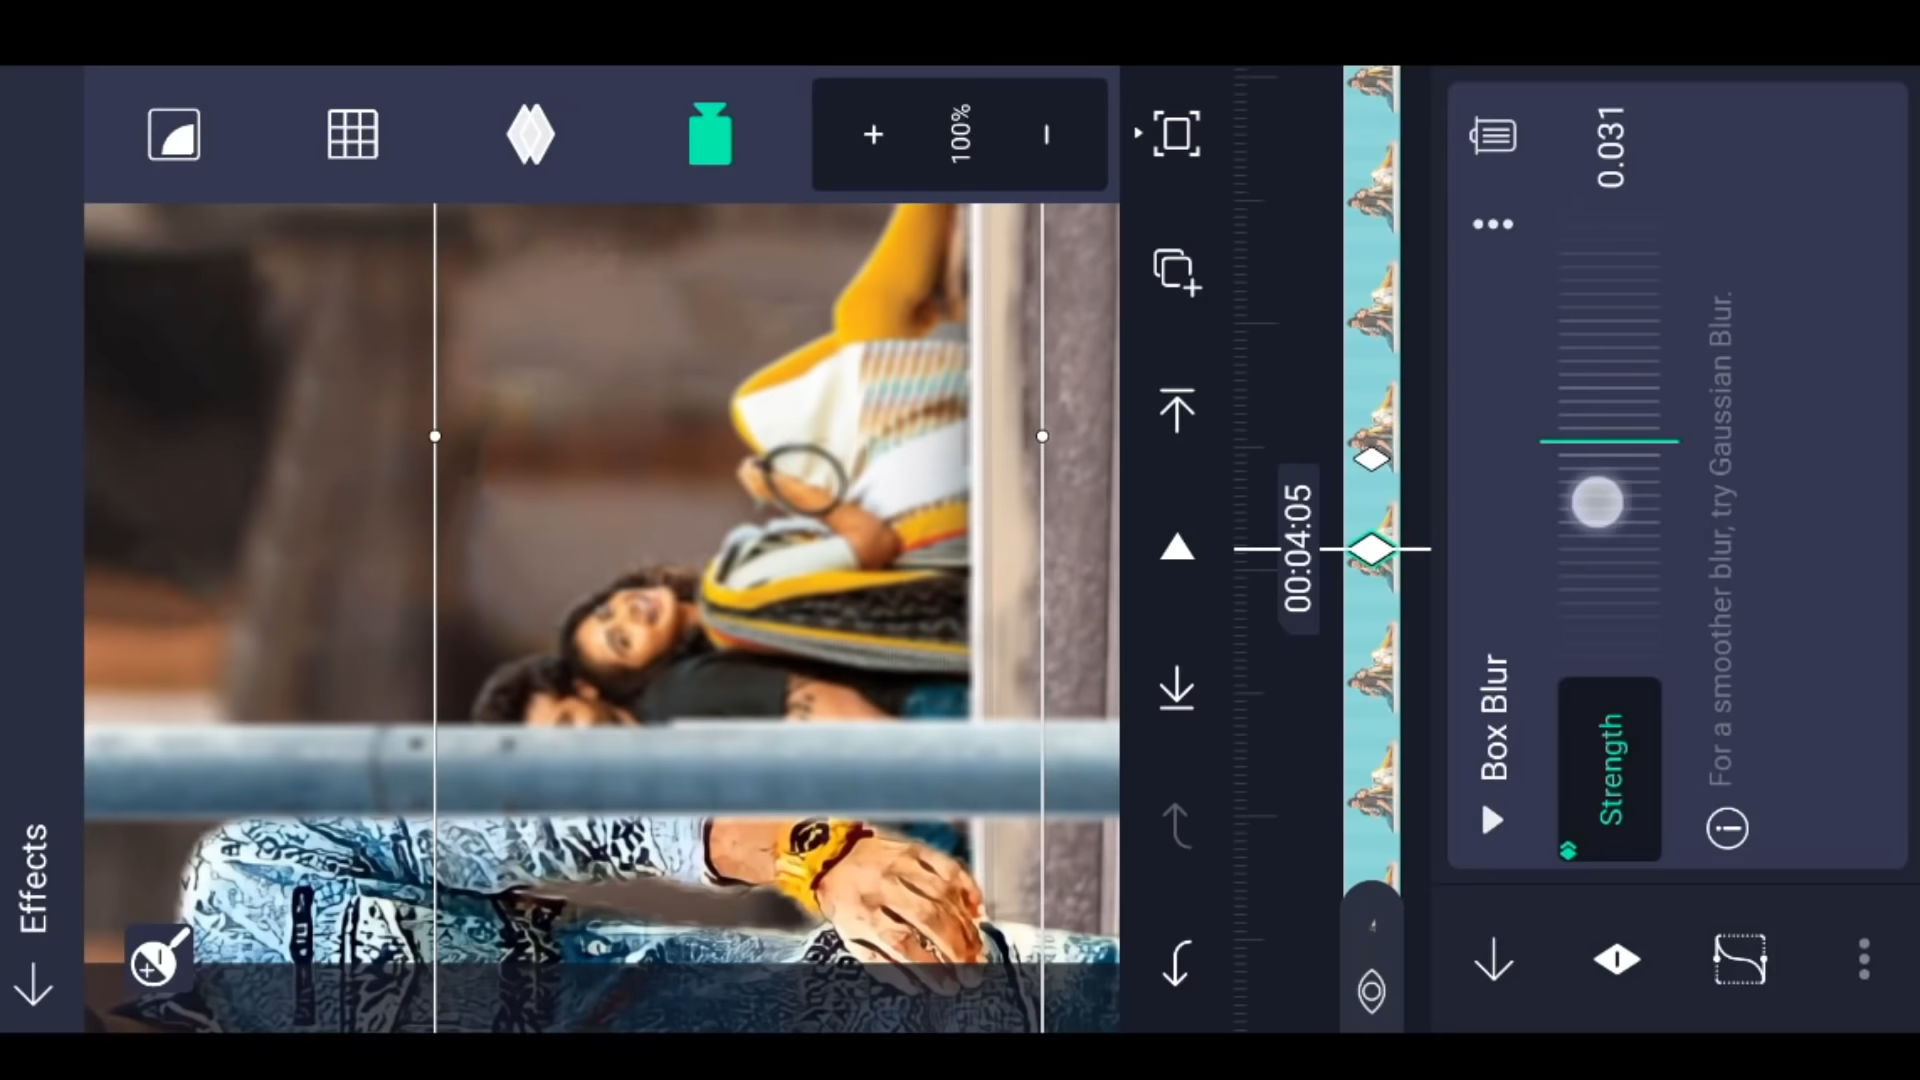 Effects
+
100%
−
00:04:05
Box Blur
Strength
0.031
For a smoother blur, try Gaussian Blur.